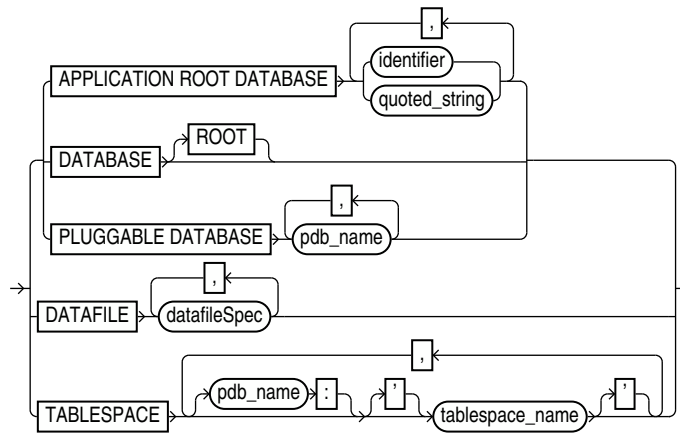 ,
identifier
APPLICATION ROOT DATABASE
quoted_string
ROOT
DATABASE
,
PLUGGABLE DATABASE pdb_name
,
DATAFILE datafileSpec
,
pdb_name : ’ ’
TABLESPACE tablespace_name